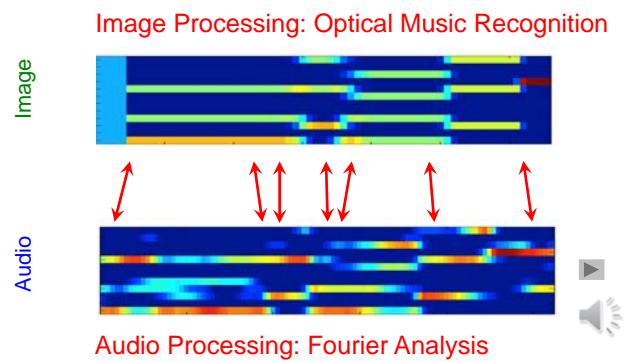 Image Processing: Optical Music Recognition
Image
Audio
Audio Processing: Fourier Analysis